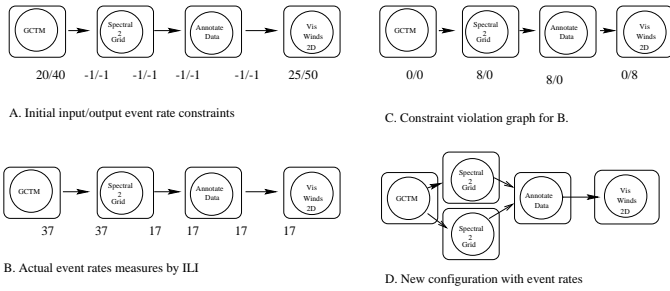 GCTM
Spectral
2
Grid
Annotate
Data
Vis
Winds
2D
20/40 -1/-1 -1/-1 -1/-1 -1/-1 25/50
A. Initial input/output event rate constraints
GCTM
Spectral
2
Grid
Annotate
Data
Vis
Winds
2D
37 37 17 17 17 17
B. Actual event rates measures by ILI
GCTM
Spectral
2
Grid
Annotate
Data
Vis
Winds
2D
0/0 8/0 8/0 0/8
C. Constraint violation graph for B.
GCTM
Spectral
2
Grid
Spectral
2
Grid
Annotate
Data
Vis
Winds
2D
D. New configuration with event rates